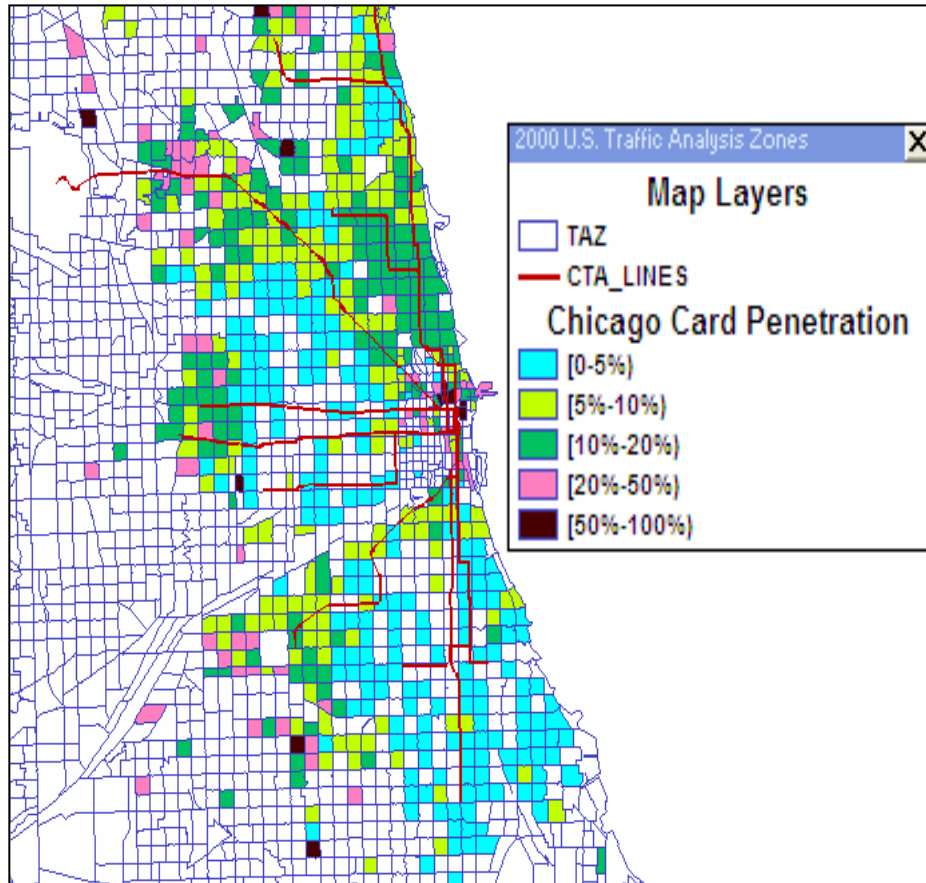 2000 U.S. Traffic Analysis Zones X
Map Layers
TAZ
CTA_LINES
Chicago Card Penetration
[0-5%)
[5%-10%)
[10%-20%)
[20%-50%)
[50%-100%)